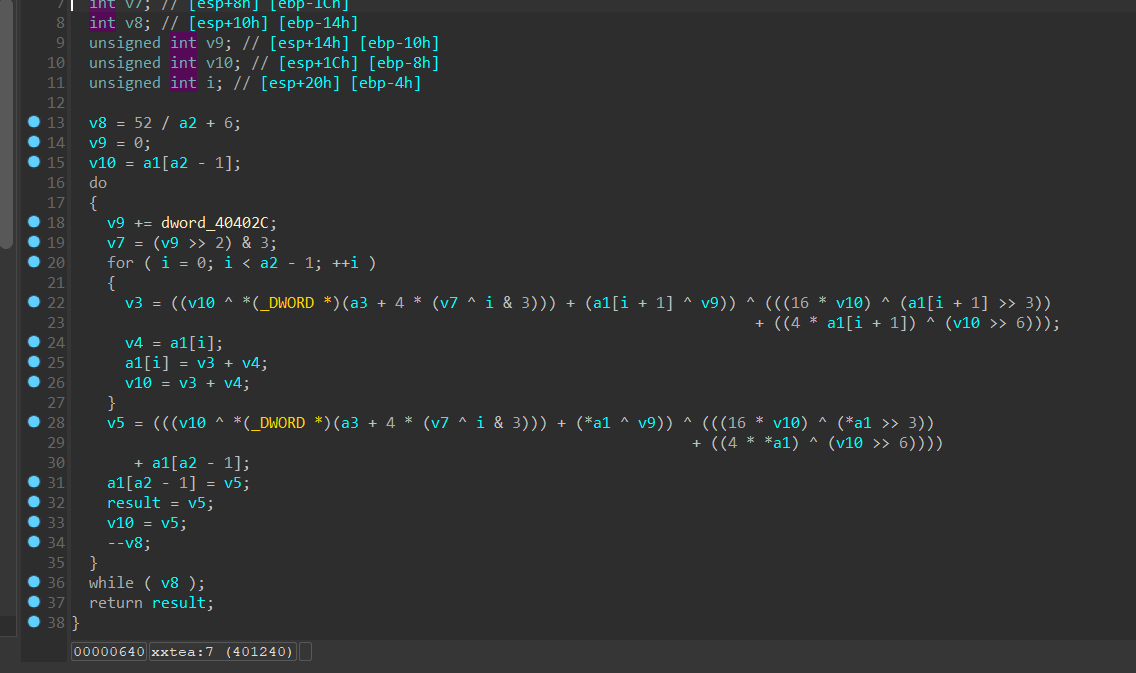 7 int v7; // [esp+8h] [ebp-1Ch]
8 int v8; // [esp+10h] [ebp-14h]
9 unsigned int v9; // [esp+14h] [ebp-10h]
10 unsigned int v10; // [esp+1Ch] [ebp-8h]
11 unsigned int i; // [esp+20h] [ebp-4h]
12
13 v8 = 52 / a2 + 6;
14 v9 = 0;
15 v10 = a1[a2 - 1];
16 do
17 {
18 v9 += dword_40402C;
19 v7 = (v9 >> 2) & 3;
20 for ( i = 0; i < a2 - 1; ++i )
21 {
22 v3 = ((v10 ^ *(_DWORD *)(a3 + 4 * (v7 ^ i & 3))) + (a1[i + 1] ^ v9)) ^ (((16 * v10) ^ (a1[i + 1] >> 3))
23 + ((4 * a1[i + 1]) ^ (v10 >> 6)));
24 v4 = a1[i];
25 a1[i] = v3 + v4;
26 v10 = v3 + v4;
27 }
28 v5 = (((v10 ^ *(_DWORD *)(a3 + 4 * (v7 ^ i & 3))) + (*a1 ^ v9)) ^ (((16 * v10) ^ (*a1 >> 3))
29 + ((4 * *a1) ^ (v10 >> 6))))
30 + a1[a2 - 1];
31 a1[a2 - 1] = v5;
32 result = v5;
33 v10 = v5;
34 --v8;
35 }
36 while ( v8 );
37 return result;
38 }
00000640 xxtea:7 (401240)